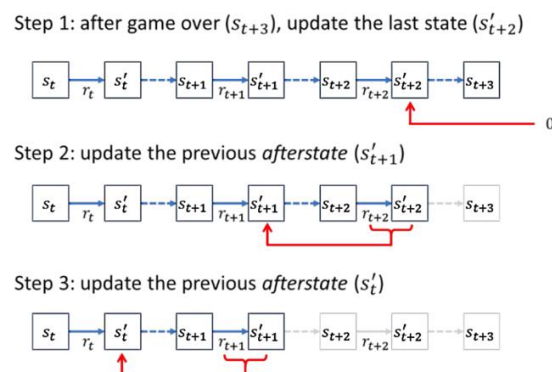 Step 1: after game over (s_{t+3}), update the last state (s'_{t+2})
s_t r_t s'_t s_{t+1} r_{t+1} s'_{t+1} s_{t+2} r_{t+2} s'_{t+2} s_{t+3}
0
Step 2: update the previous afterstate (s'_{t+1})
s_t r_t s'_t s_{t+1} r_{t+1} s'_{t+1} s_{t+2} r_{t+2} s'_{t+2} s_{t+3}
Step 3: update the previous afterstate (s'_t)
s_t r_t s'_t s_{t+1} r_{t+1} s'_{t+1} s_{t+2} r_{t+2} s'_{t+2} s_{t+3}